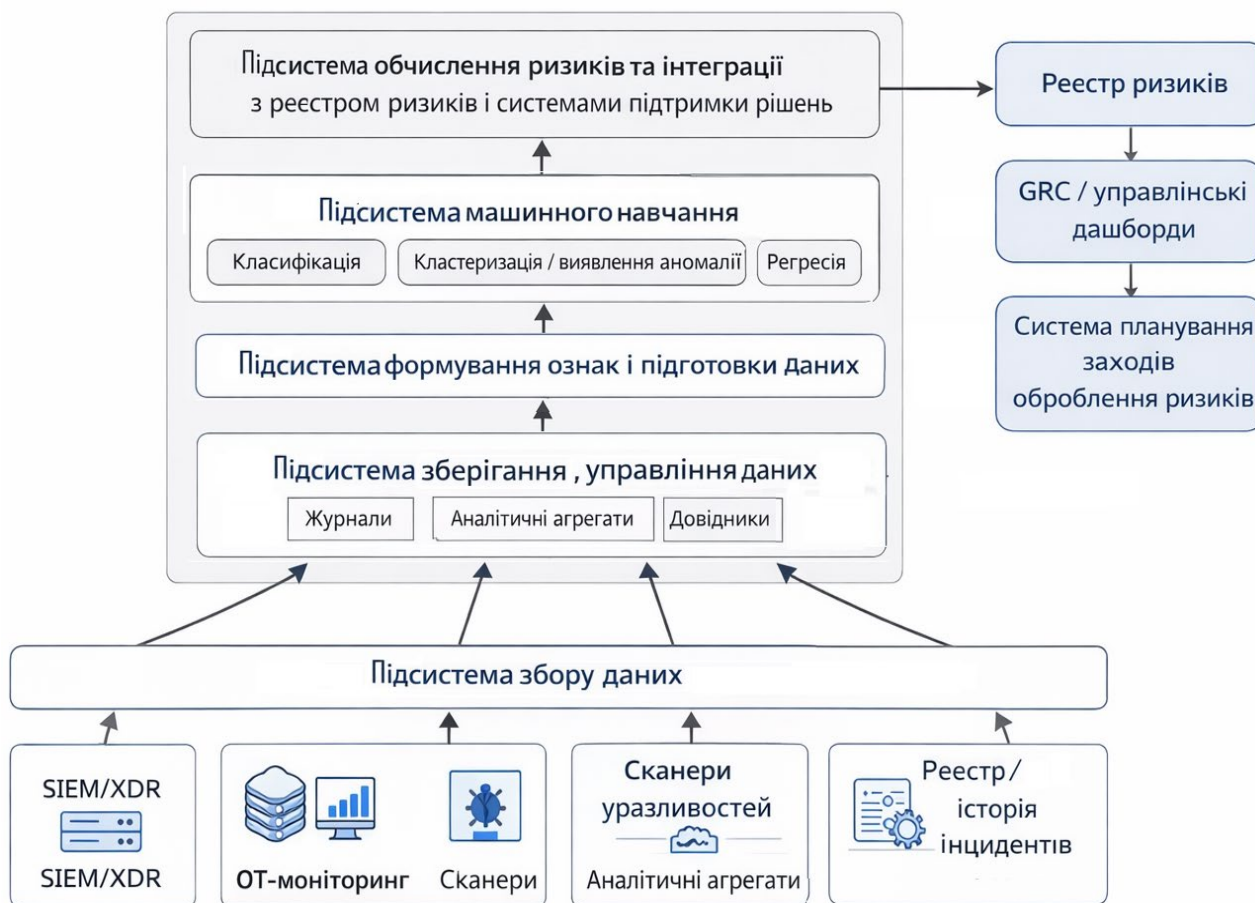 Підсистема обчислення ризиків та інтеграції
з реєстром ризиків і системами підтримки рішень
Реестр ризиків
Підсистема машинного навчання
Класифікація
Кластеризація / виявлення аномалії
Регресія
GRC / управлінські
дашборди
Підсистема формування ознак і підготовки даних
Система планування
заходів
оброблення ризиків
Підсистема зберігання , управління даних
Журнали
Аналітичні агрегати
Довідники
Підсистема збору даних
SIEM/XDR
SIEM/XDR
ОТ-моніторинг
Сканери
Сканери
уразливостей
Аналітичні агрегати
Реестр /
історія
інцидентів